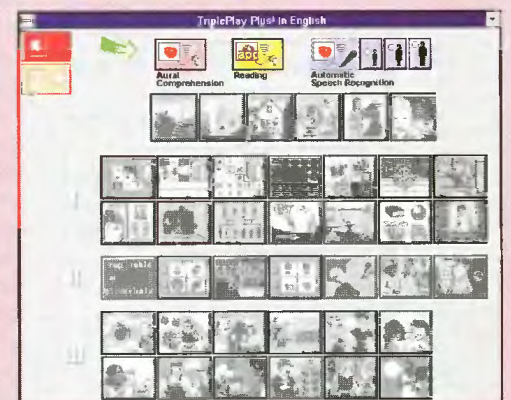 TriplePlay Plus! in English
Aural
Comprehension
Reading
Automatic
Speech Recognition
I
II
III